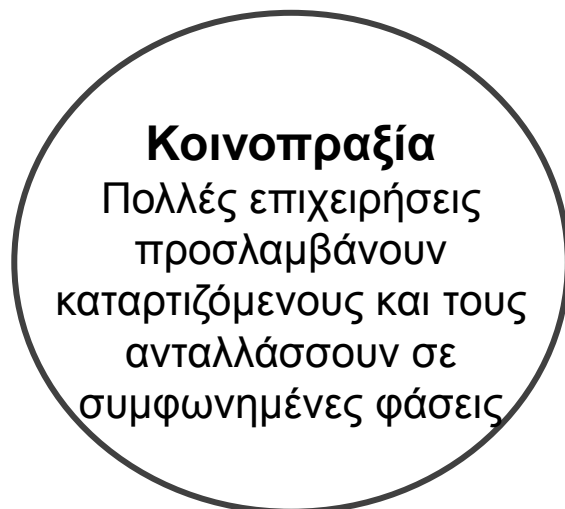 Κοινοπραξία
Πολλές επιχειρήσεις
προσλαμβάνουν
καταρτιζόμενους και τους
ανταλλάσσουν σε
συμφωνημένες φάσεις